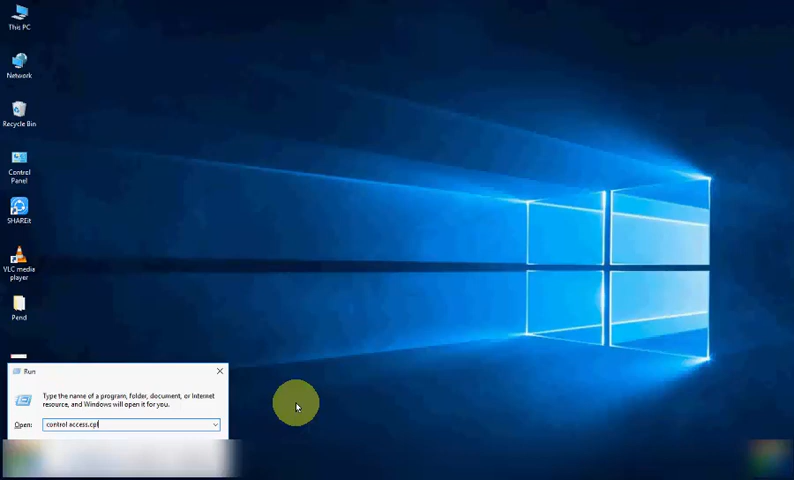 This PC
Network
Recycle Bin
Control
Panel
SHAREit
VLC media
player
Pend
Run
Type the name of a program, folder, document, or Internet
resource, and Windows will open it for you.
Open:
control access.cpl